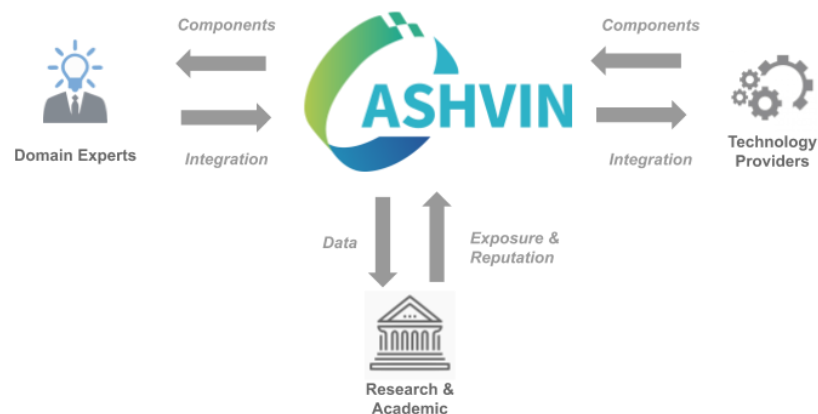 Components
Components
ASHVIN
Domain Experts
Integration
Integration
Technology
Providers
Data
Exposure &
Reputation
Research &
Academic